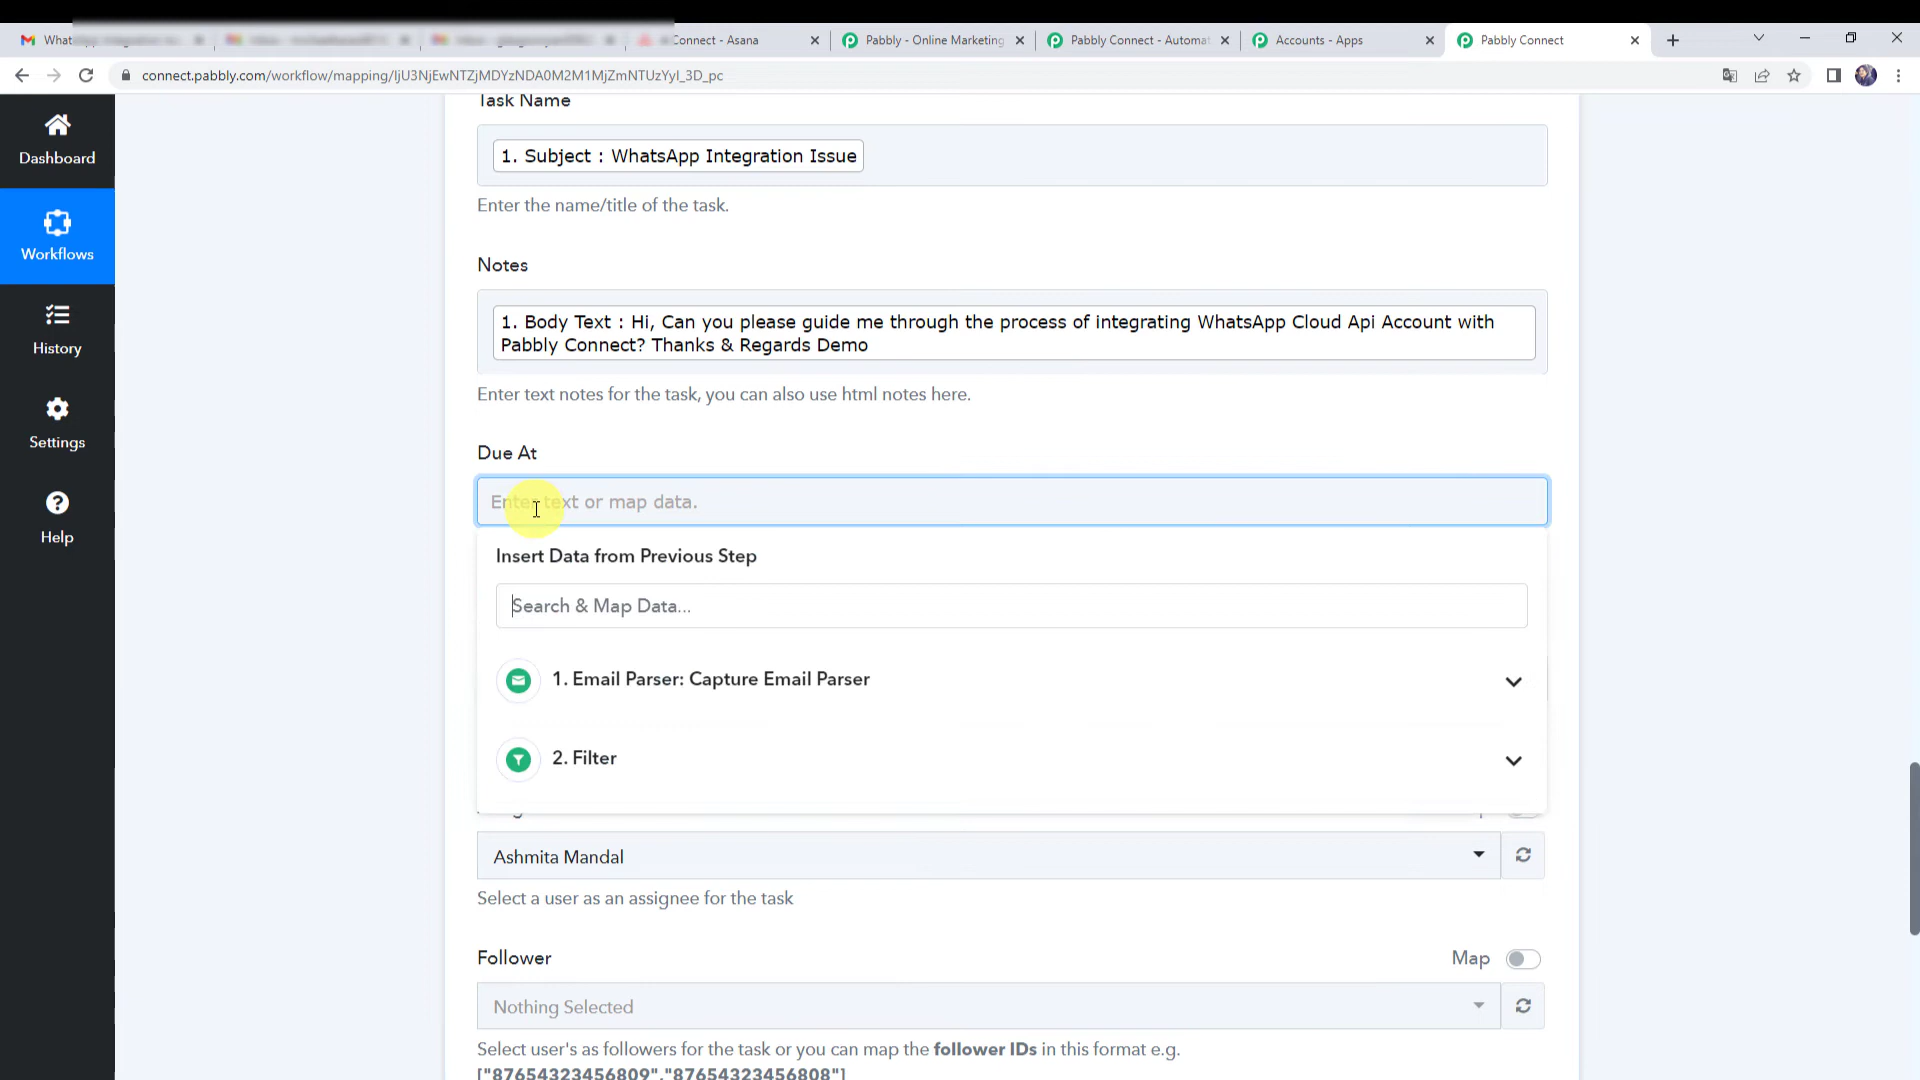 What
Connect - Asana
Pabbly - Online Marketing
Pabbly Connect - Automat
Accounts - Apps
Pabbly Connect
connect.pabbly.com/workflow/mapping/IjU3NjEwNTZjMDYzNDA0M2M1MjZmNTUzYyI_3D_pc
Dashboard
Workflows
History
Settings
Help
Task Name
1. Subject : WhatsApp Integration Issue
Enter the name/title of the task.
Notes
1. Body Text : Hi, Can you please guide me through the process of integrating WhatsApp Cloud Api Account with
Pabbly Connect? Thanks & Regards Demo
Enter text notes for the task, you can also use html notes here.
Due At
Enter text or map data.
Insert Data from Previous Step
Search & Map Data...
1. Email Parser: Capture Email Parser
2. Filter
Ashmita Mandal
Select a user as an assignee for the task
Follower
Map
Nothing Selected
Select user's as followers for the task or you can map the follower IDs in this format e.g.
["87654323456809","87654323456808"]